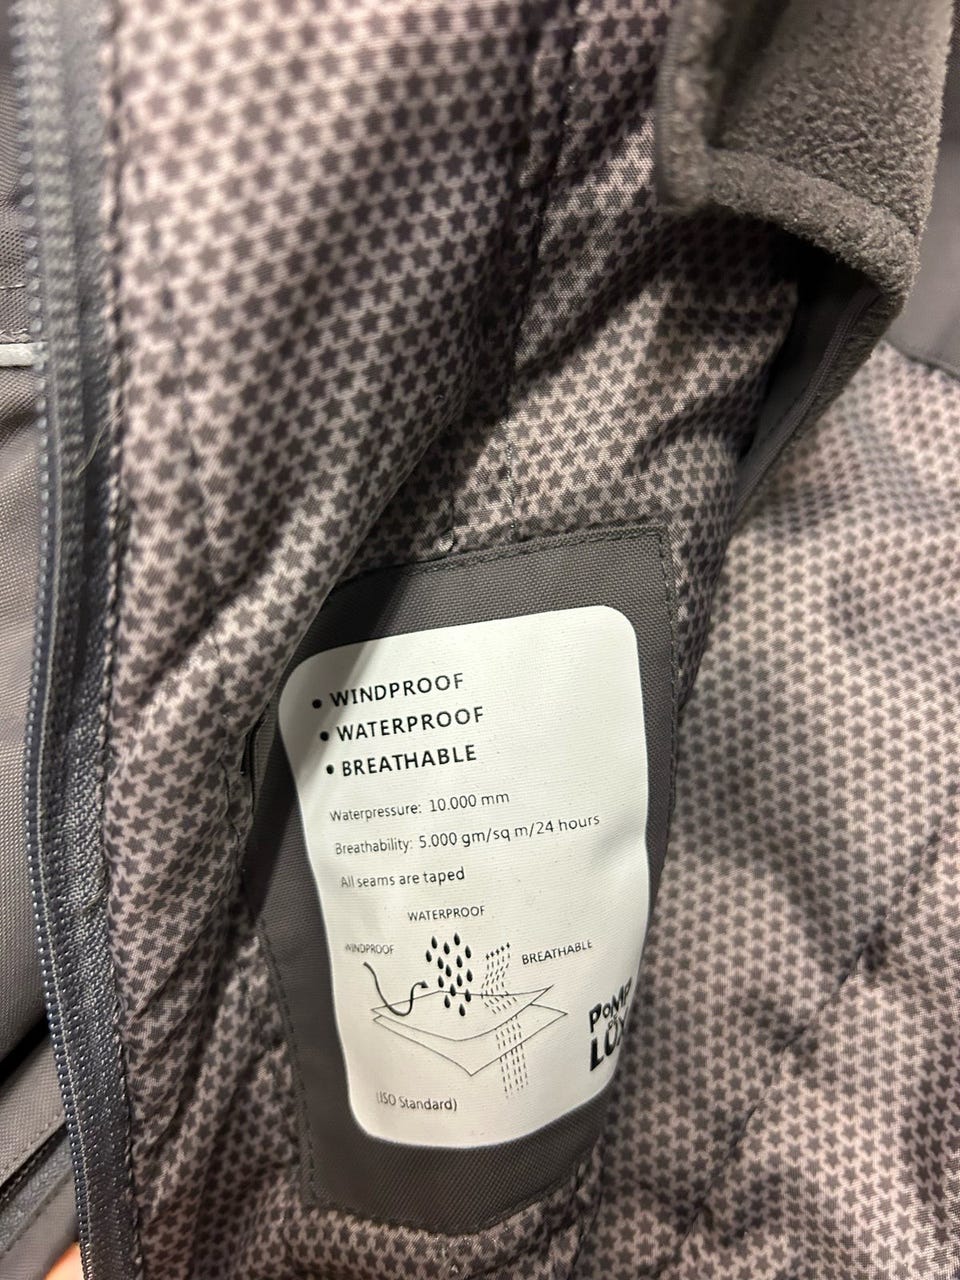 • WINDPROOF
• WATERPROOF
• BREATHABLE
Waterpressure: 10.000 mm
Breathability: 5.000 gm/sq m/24 hours
All seams are taped
WATERPROOF
WINDPROOF
BREATHABLE
POMP
(ISO Standard)